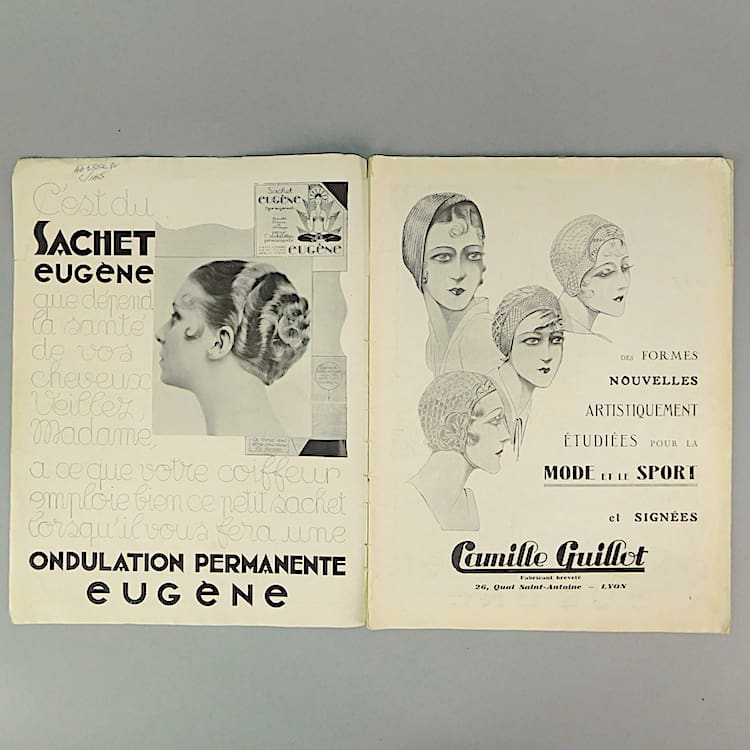 C'est du
SACHET
EUGÈNE
que dépend
la santé
de vos
cheveux
Veillez,
Madame
a ce que votre coiffeur
emploie bien ce petit sachet
lorsqu'il vous fera une
ONDULATION PERMANENTE
EUGÈNE
Sachet
EUGÈNE
EUGÈNE
DES FORMES
NOUVELLES
ARTISTIQUEMENT
ÉTUDIÉES POUR LA
MODE ET LE SPORT
et SIGNÉES
Camille Guillot
Fabricant breveté
26, Quai Saint-Antoine — LYON